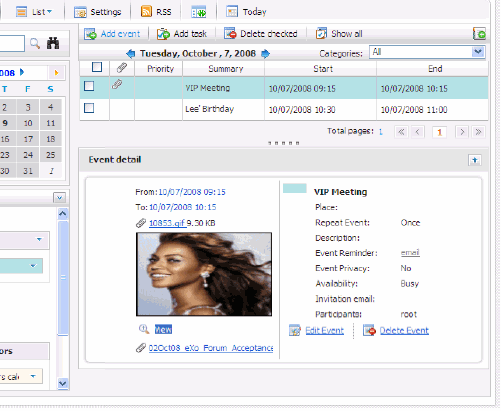 List Settings RSS Today
Add event Add task Delete checked Show all
Tuesday, October , 7, 2008 Categories: All
Priority Summary Start End
VIP Meeting 10/07/2008 09:15 10/07/2008 10:15
Lee' Birthday 10/07/2008 10:30 10/07/2008 11:00
Total pages: 1 1
008
T F S
2 3 4
9 10 11
16 17 18
23 24 25
30 31 1
Event detail
From:10/07/2008 09:15
To:10/07/2008 10:15
10853.gif 9.30 KB
View
02Oct08_eXo_Forum_Acceptance
VIP Meeting
Place:
Repeat Event: Once
Description:
Event Reminder: email
Event Privacy: No
Availability: Busy
Invitation email:
Participants: root
Edit Event Delete Event
ors
rs cal